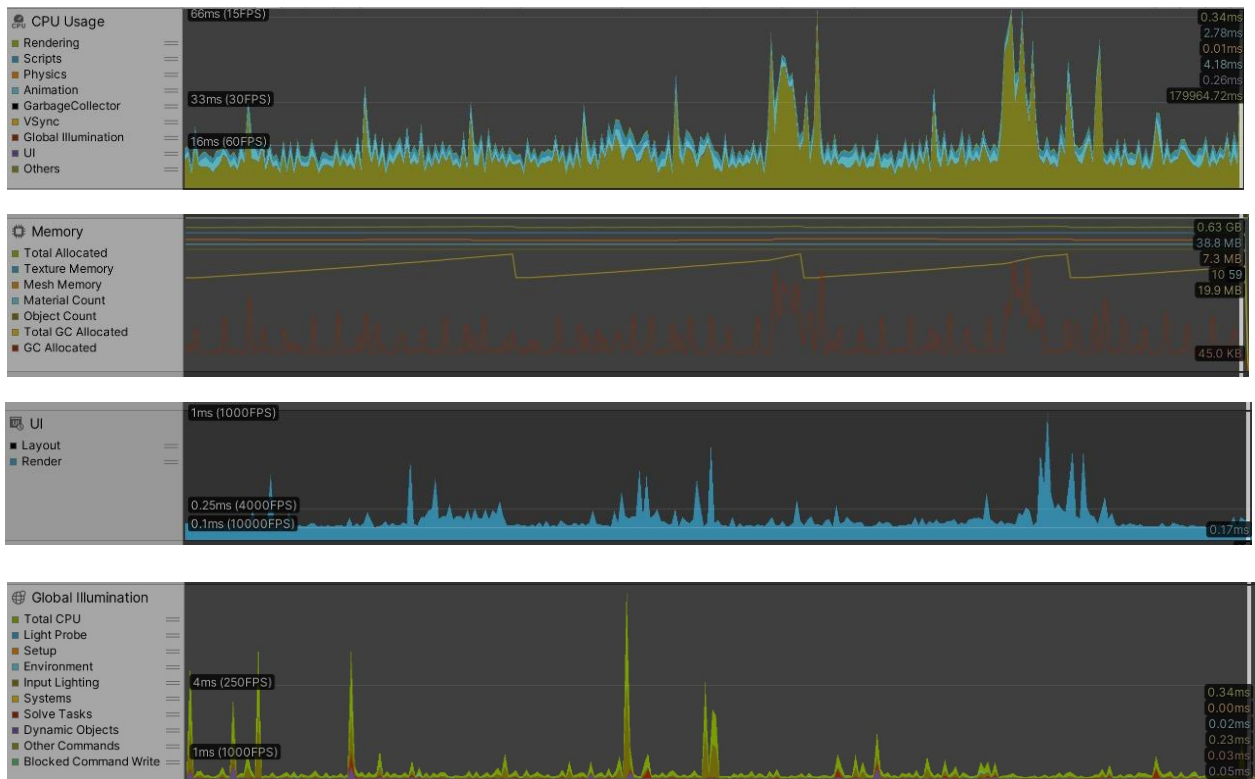 CPU Usage
Rendering
Scripts
Physics
Animation
GarbageCollector
VSync
Global Illumination
UI
Others
66ms (15FPS)
33ms (30FPS)
16ms (60FPS)
0.34ms
2.78ms
0.01ms
4.18ms
0.26ms
179964.72ms
Memory
Total Allocated
Texture Memory
Mesh Memory
Material Count
Object Count
Total GC Allocated
GC Allocated
0.63 GB
38.8 MB
7.3 MB
10 59
19.9 MB
45.0 KB
UI
Layout
Render
1ms (1000FPS)
0.25ms (4000FPS)
0.1ms (10000FPS)
0.17ms
Global Illumination
Total CPU
Light Probe
Setup
Environment
Input Lighting
Systems
Solve Tasks
Dynamic Objects
Other Commands
Blocked Command Write
4ms (250FPS)
1ms (1000FPS)
0.34ms
0.00ms
0.02ms
0.23ms
0.03ms
0.05ms